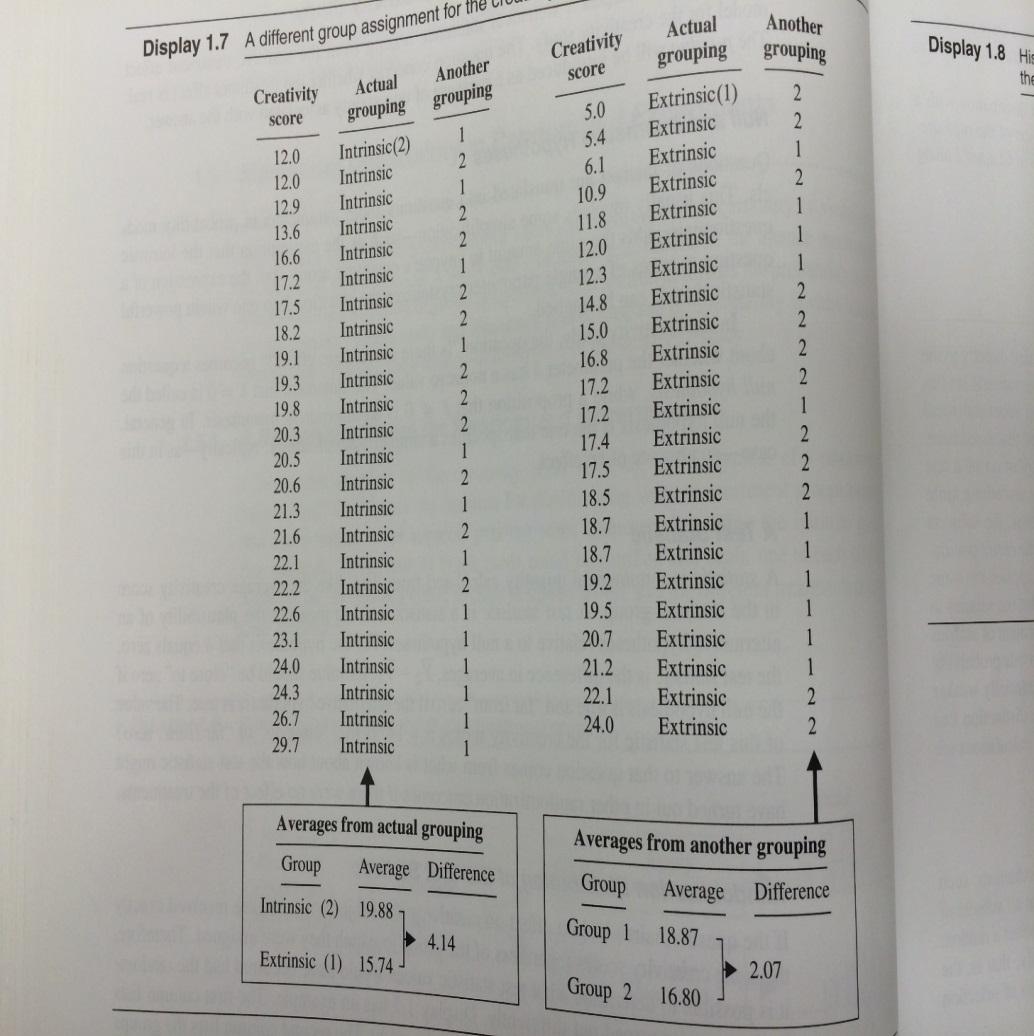 Display 1.7 A different group assignment for the
Creativity score Actual grouping Another grouping
12.0 Intrinsic(2) 1
12.0 Intrinsic 2
12.9 Intrinsic 1
13.6 Intrinsic 2
16.6 Intrinsic 2
17.2 Intrinsic 1
17.5 Intrinsic 2
18.2 Intrinsic 2
19.1 Intrinsic 1
19.3 Intrinsic 2
19.8 Intrinsic 2
20.3 Intrinsic 2
20.5 Intrinsic 1
20.6 Intrinsic 2
21.3 Intrinsic 1
21.6 Intrinsic 2
22.1 Intrinsic 1
22.2 Intrinsic 2
22.6 Intrinsic 1
23.1 Intrinsic 1
24.0 Intrinsic 1
24.3 Intrinsic 1
26.7 Intrinsic 1
29.7 Intrinsic 1
Creativity score Actual grouping Another grouping
5.0 Extrinsic(1) 2
5.4 Extrinsic 2
6.1 Extrinsic 1
10.9 Extrinsic 2
11.8 Extrinsic 1
12.0 Extrinsic 1
12.3 Extrinsic 1
14.8 Extrinsic 2
15.0 Extrinsic 2
16.8 Extrinsic 2
17.2 Extrinsic 2
17.2 Extrinsic 1
17.4 Extrinsic 2
17.5 Extrinsic 2
18.5 Extrinsic 2
18.7 Extrinsic 1
18.7 Extrinsic 1
19.2 Extrinsic 1
19.5 Extrinsic 1
20.7 Extrinsic 1
21.2 Extrinsic 1
22.1 Extrinsic 2
24.0 Extrinsic 2
Averages from actual grouping
Group Average Difference
Intrinsic (2) 19.88
4.14
Extrinsic (1) 15.74
Averages from another grouping
Group Average Difference
Group 1 18.87
2.07
Group 2 16.80
Display 1.8